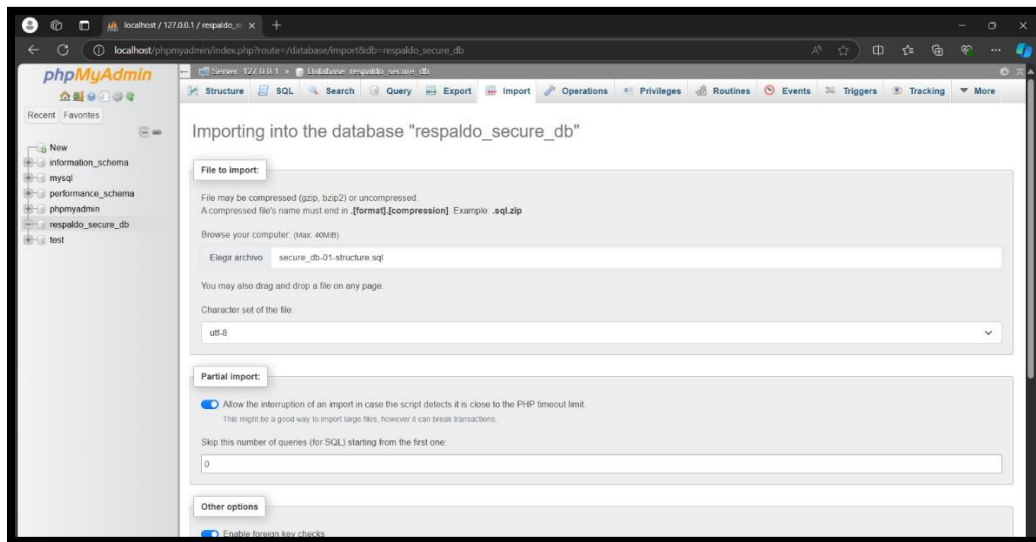 localhost / 127.0.0.1 / respaldo_se
localhost/phpmyadmin/index.php?route=/database/import&db=respaldo_secure_db
phpMyAdmin
Recent Favorites
New
information_schema
mysql
performance_schema
phpmyadmin
respaldo_secure_db
test
Server: 127.0.0.1 » Database: respaldo_secure_db
Structure SQL Search Query Export Import Operations Privileges Routines Events Triggers Tracking More
Importing into the database "respaldo_secure_db"
File to import:
File may be compressed (gzip, bzip2) or uncompressed.
A compressed file's name must end in .[format].[compression]. Example: .sql.zip
Browse your computer: (Max: 40MiB)
Elegir archivo secure_db-01-structure.sql
You may also drag and drop a file on any page.
Character set of the file:
utf-8
Partial import:
Allow the interruption of an import in case the script detects it is close to the PHP timeout limit.
This might be a good way to import large files, however it can break transactions.
Skip this number of queries (for SQL) starting from the first one:
0
Other options
Enable foreign key checks